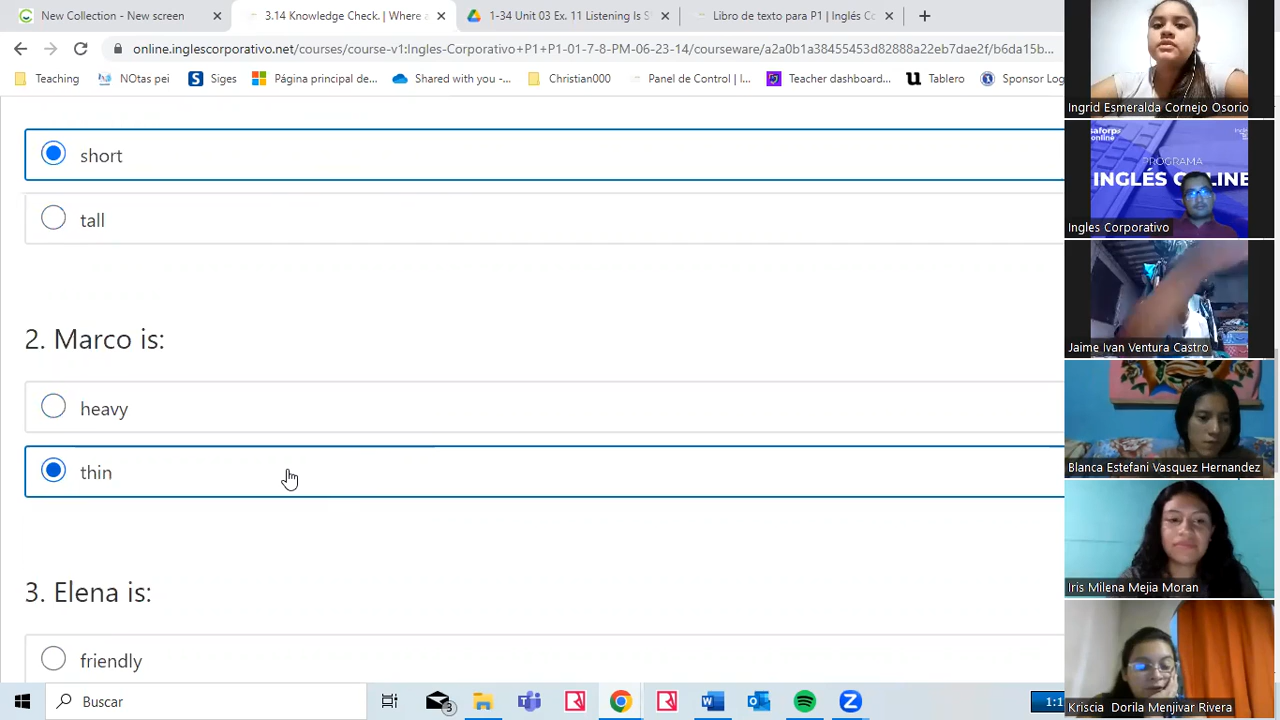 New Collection - New screen
3.14 Knowledge Check. | Where a
1-34 Unit 03 Ex. 11 Listening Is S
Libro de texto para P1 | Inglés Co
online.inglescorporativo.net/courses/course-v1:Ingles-Corporativo+P1+P1-01-7-8-PM-06-23-14/courseware/
Teaching
NOtas pei
Siges
Página principal de...
Shared with you -...
Christian000
Panel de Control | I...
Teacher dashboard...
Tablero
Sponsor Log
short
tall
2. Marco is:
heavy
thin
3. Elena is:
friendly
Ingrid Esmeralda Cornejo Osorio
PROGRAMA
INGLÉS
Ingles Corporativo
Jaime Ivan Ventura Castro
Blanca Estefani Vasquez Hernandez
Iris Milena Mejia Moran
Kriscia Dorila Menjivar Rivera
Buscar
3
1:1